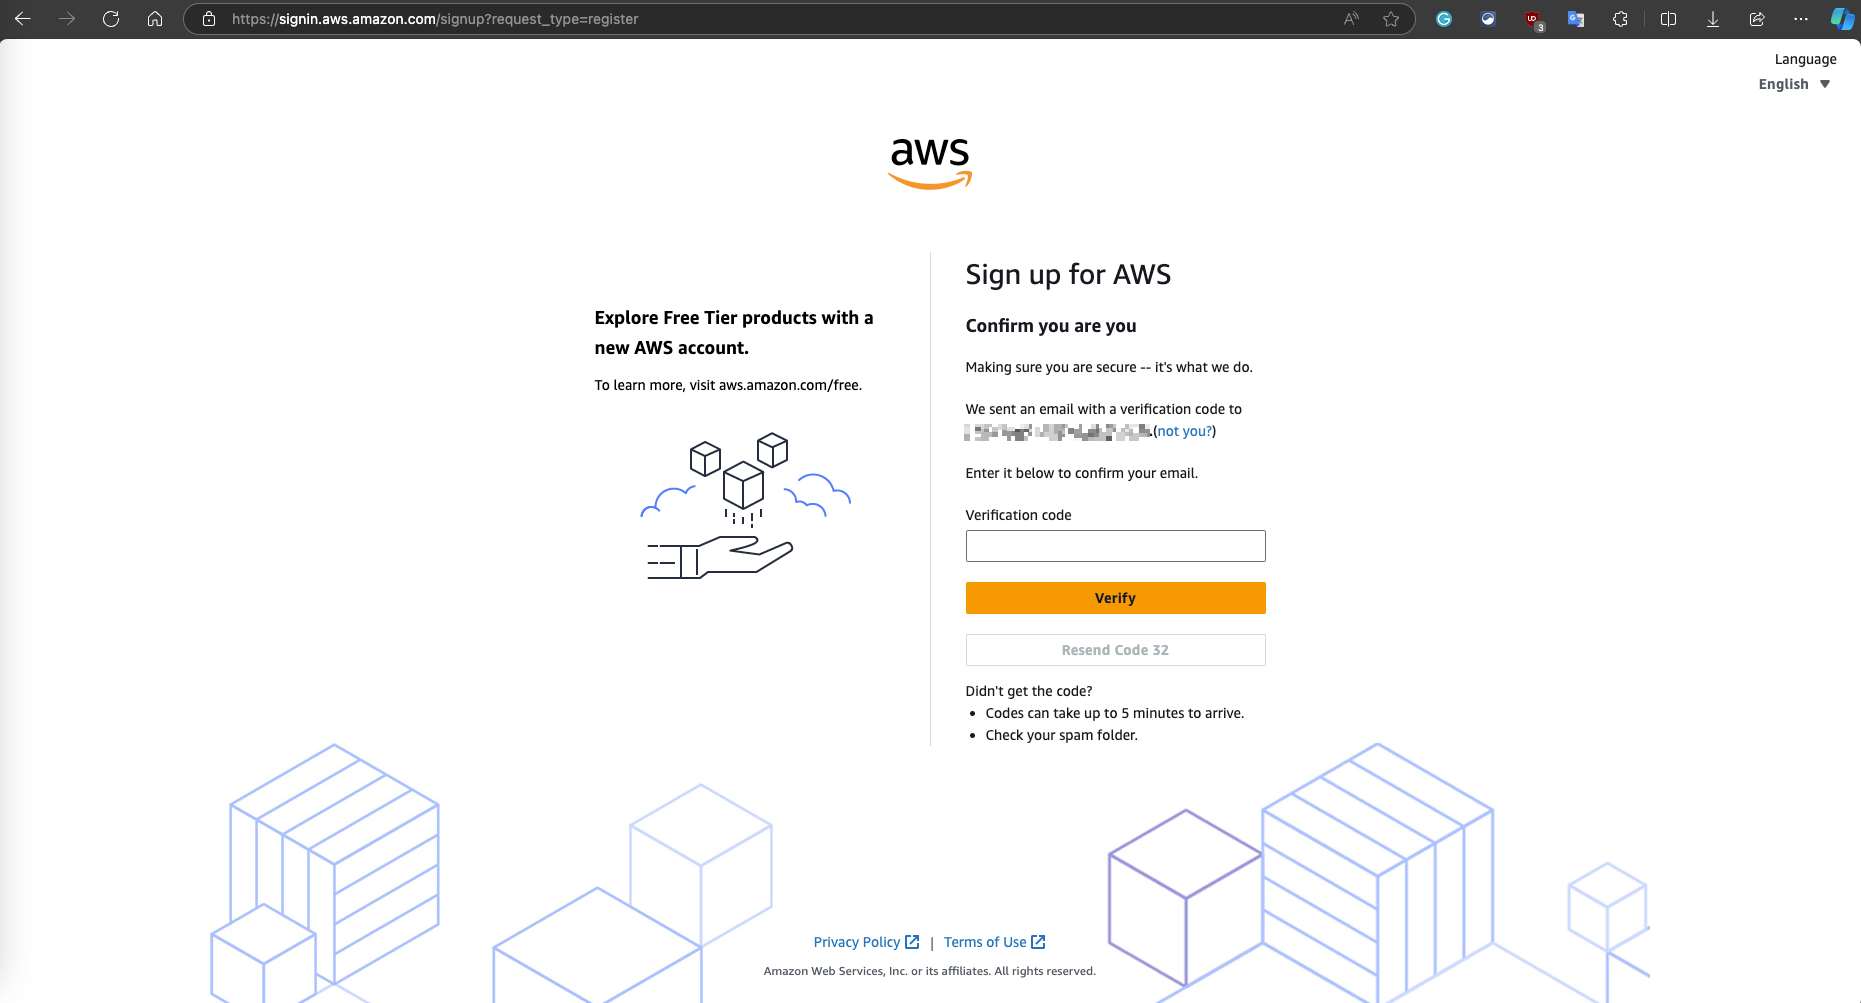 https://signin.aws.amazon.com/signup?request_type=register
3
Language
English
aws
Explore Free Tier products with a
new AWS account.
To learn more, visit aws.amazon.com/free.
Sign up for AWS
Confirm you are you
Making sure you are secure -- it's what we do.
We sent an email with a verification code to
(not you?)
Enter it below to confirm your email.
Verification code
Verify
Resend Code 32
Didn't get the code?
• Codes can take up to 5 minutes to arrive.
• Check your spam folder.
Privacy Policy | Terms of Use
Amazon Web Services, Inc. or its affiliates. All rights reserved.